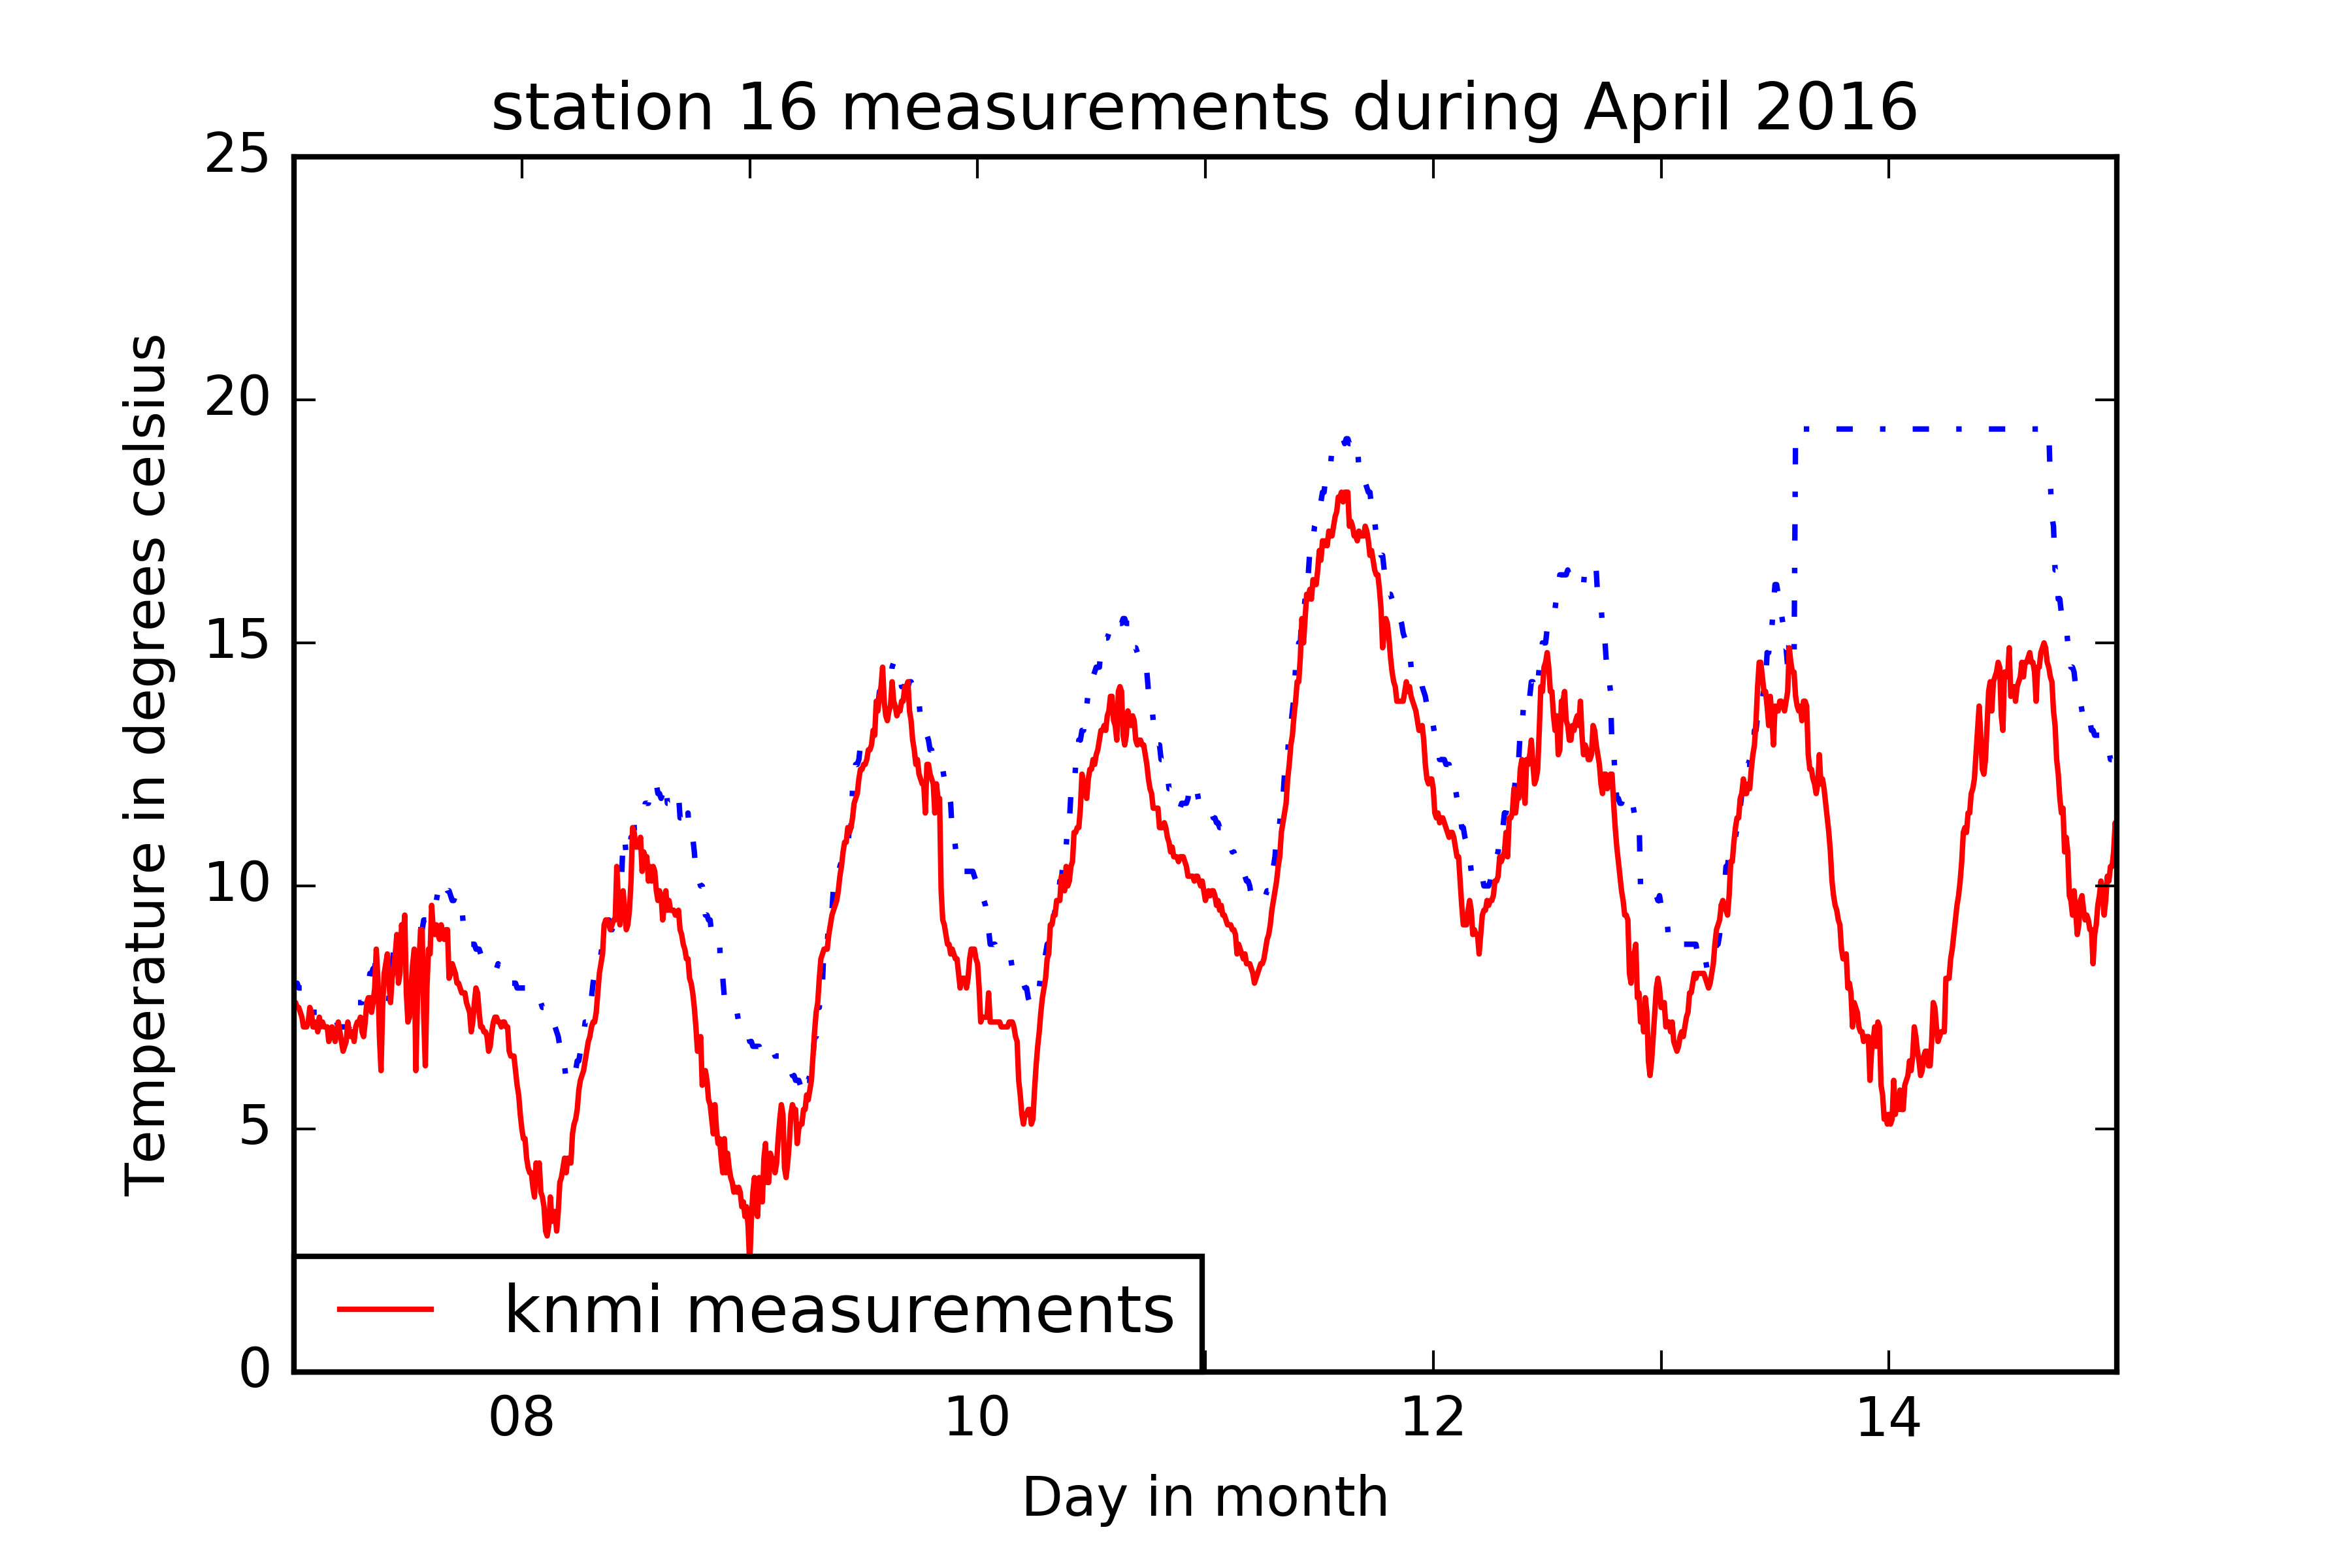 station 16 measurements during April 2016
25
20
15
10
5
0
Temperature in degrees celsius
knmi measurements
08 10 12 14
Day in month